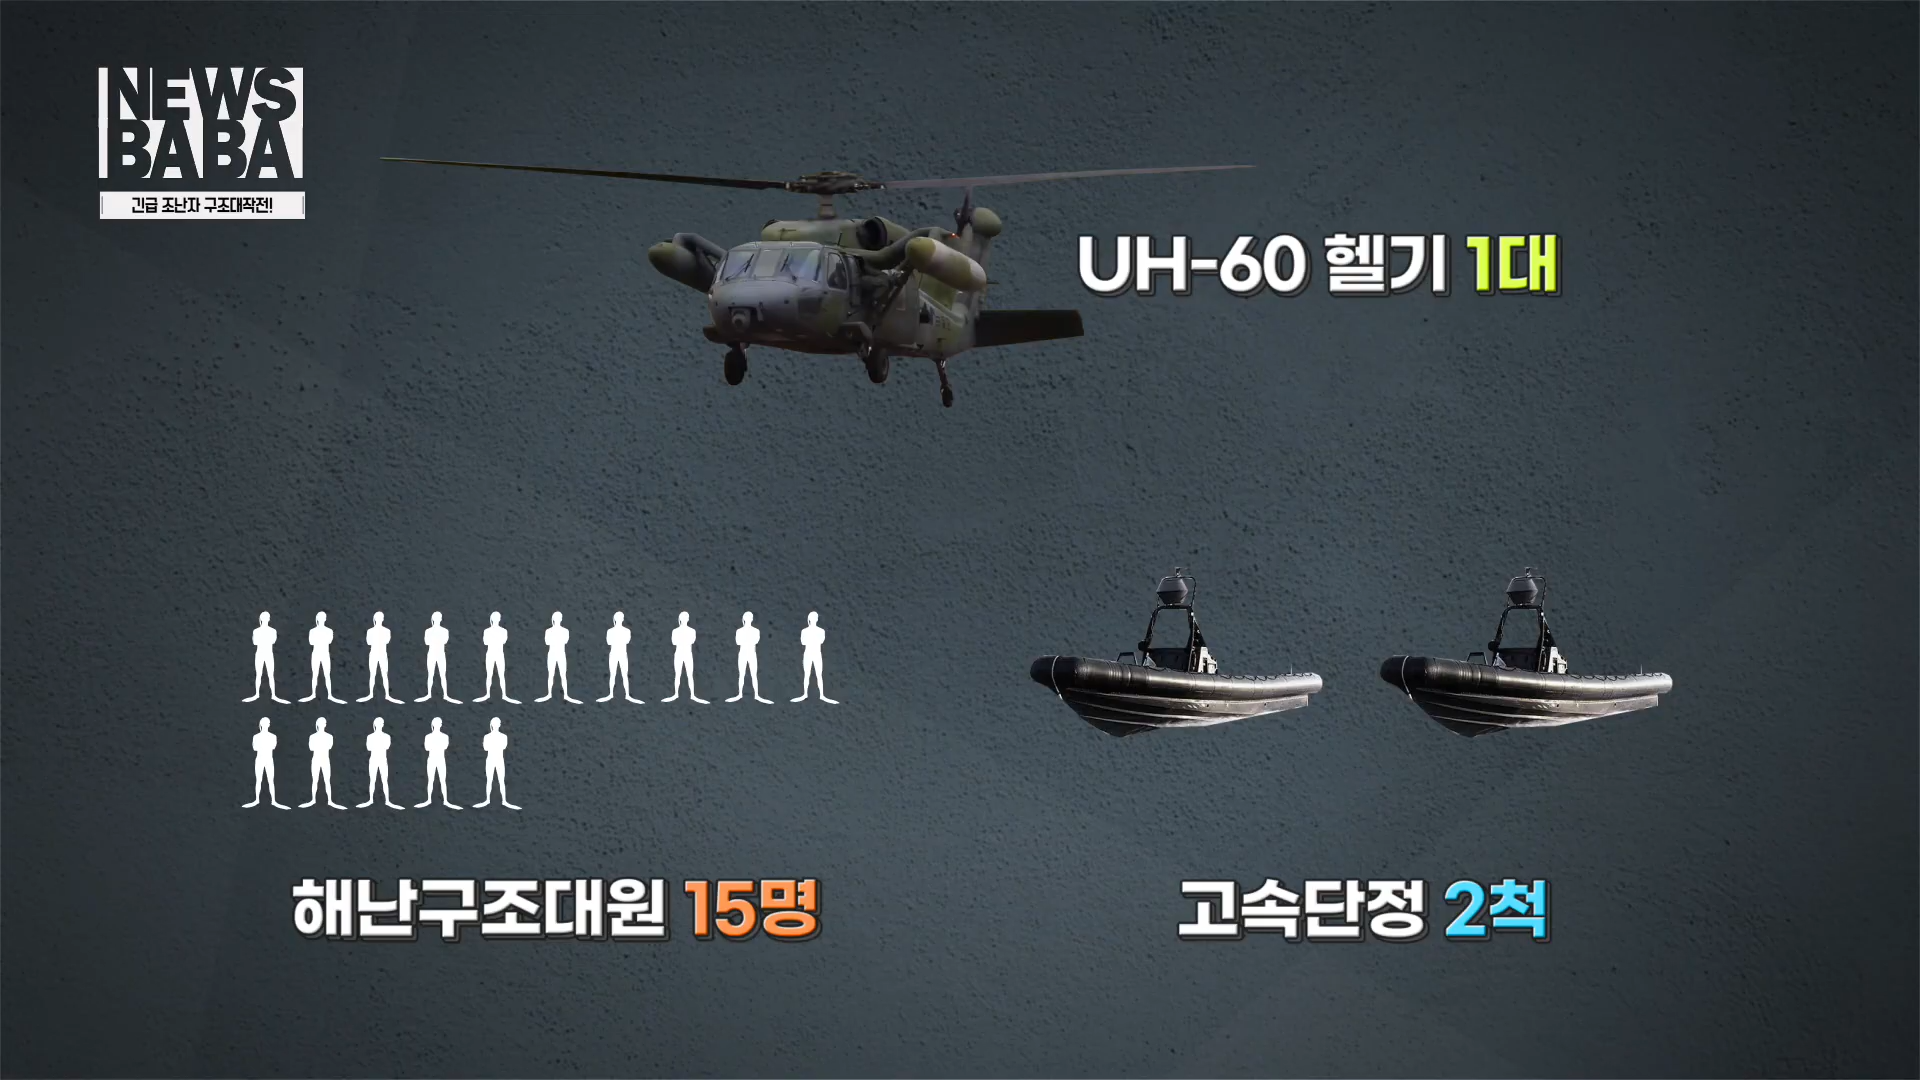 NEWS
BABA
긴급 조난자 구조대작전!
UH-60 헬기 1대
해난구조대원 15명
고속단정 2척